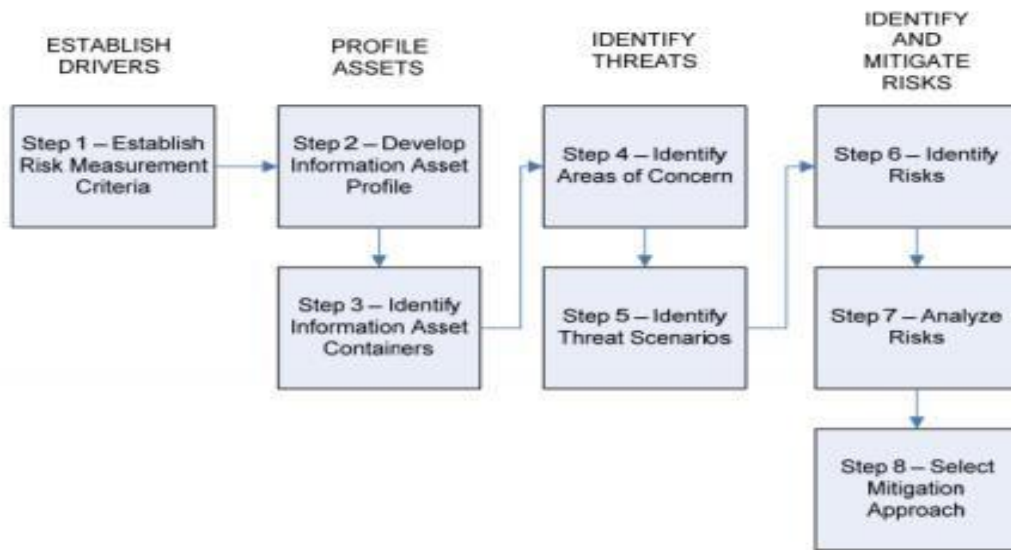 ESTABLISH
DRIVERS
PROFILE
ASSETS
IDENTIFY
THREATS
IDENTIFY
AND
MITIGATE
RISKS
Step 1 – Establish
Risk Measurement
Criteria
Step 2 – Develop
Information Asset
Profile
Step 3 – Identify
Information Asset
Containers
Step 4 – Identify
Areas of Concern
Step 5 – Identify
Threat Scenarios
Step 6 – Identify
Risks
Step 7 – Analyze
Risks
Step 8 – Select
Mitigation
Approach